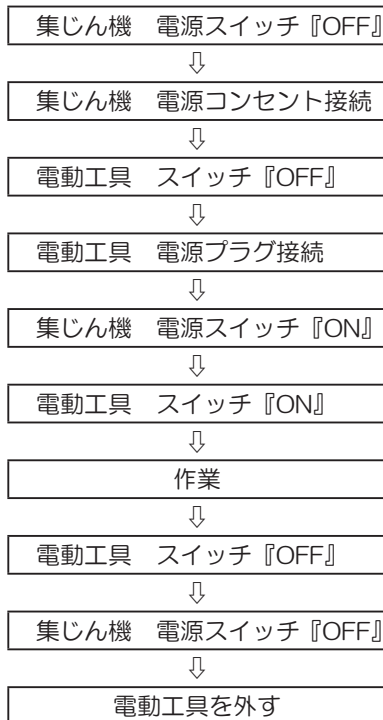 集じん機　電源スイッチ『OFF』
⇩
集じん機　電源コンセント接続
⇩
電動工具　スイッチ『OFF』
⇩
電動工具　電源プラグ接続
⇩
集じん機　電源スイッチ『ON』
⇩
電動工具　スイッチ『ON』
⇩
作業
⇩
電動工具　スイッチ『OFF』
⇩
集じん機　電源スイッチ『OFF』
⇩
電動工具を外す